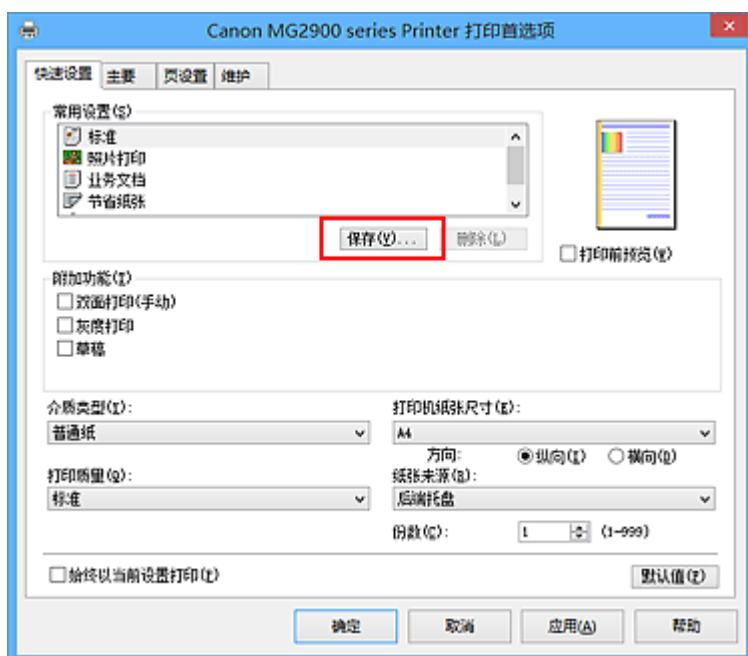 Canon MG2900 series Printer 打印首选项
快速设置 主要 页设置 维护
常用设置(S)
标准
照片打印
业务文档
节省纸张
保存(V)... 删除(L)
打印前预览(W)
附加功能(I)
双面打印(手动)
灰度打印
草稿
介质类型(I): 打印机纸张尺寸(E):
普通纸 A4
方向: 纵向(I) 横向(D)
打印质量(Q): 纸张来源(B):
标准 后端托盘
份数(C): 1 (1-999)
始终以当前设置打印(T) 默认值(F)
确定 取消 应用(A) 帮助